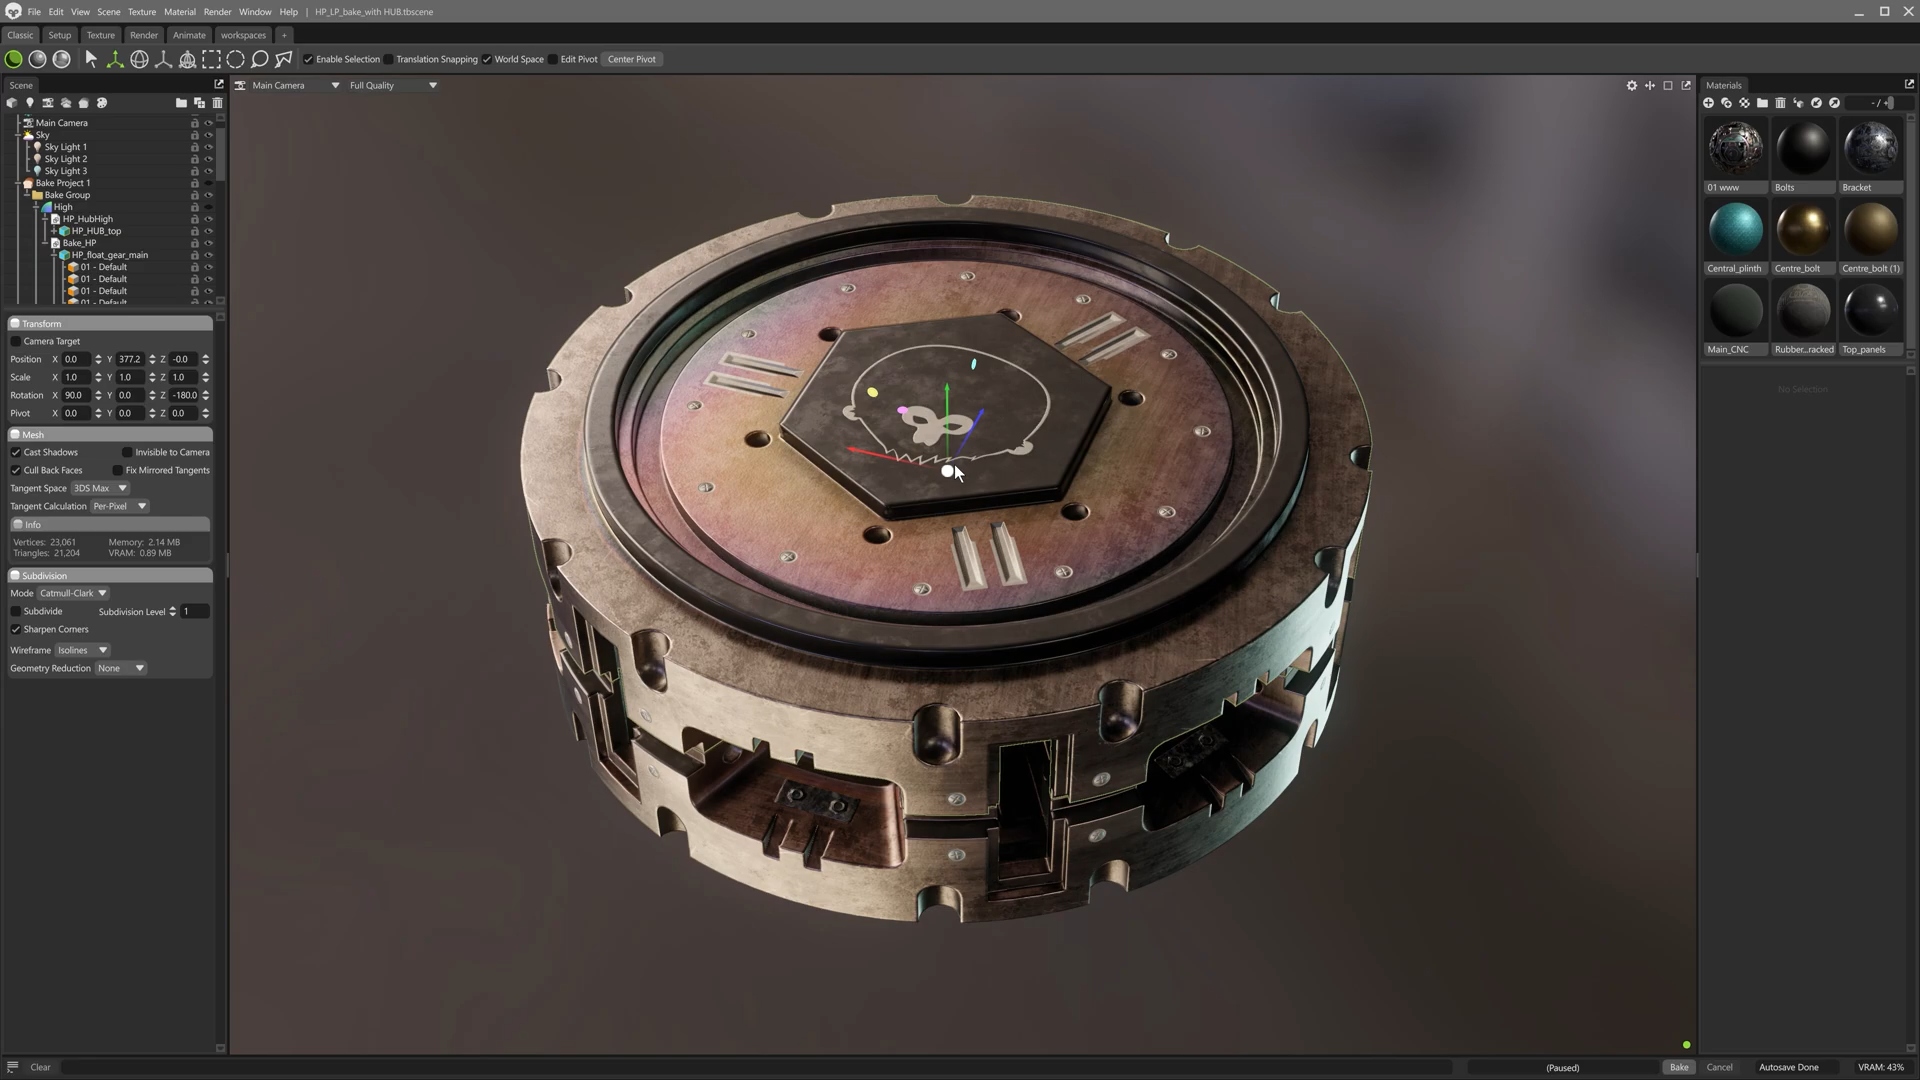 File Edit View Scene Texture Material Render Window Help | HP_LP_bake_with HUB.tbscene
Classic Setup Texture Render Animate workspaces +
Enable Selection Translation Snapping World Space Edit Pivot Center Pivot
Scene
Main Camera
Sky
Sky Light 1
Sky Light 2
Sky Light 3
Bake Project 1
Bake Group
High
HP_HubHigh
HP_HUB_top
Bake_HP
HP_float_gear_main
01 - Default
01 - Default
01 - Default
01 - Default
Transform
Camera Target
Position X 0.0 Y 377.2 Z -0.0
Scale X 1.0 Y 1.0 Z 1.0
Rotation X 90.0 Y 0.0 Z -180.0
Pivot X 0.0 Y 0.0 Z 0.0
Mesh
Cast Shadows Invisible to Camera
Cull Back Faces Fix Mirrored Tangents
Tangent Space 3DS Max
Tangent Calculation Per-Pixel
Info
Vertices: 23,061 Memory: 2.14 MB
Triangles: 21,204 VRAM: 0.89 MB
Subdivision
Mode Catmull-Clark
Subdivide Subdivision Level 1
Sharpen Corners
Wireframe Isolines
Geometry Reduction None
Main Camera Full Quality
Materials
- / +
01 www Bolts Bracket
Central_plinth Centre_bolt Centre_bolt (1)
Main_CNC Rubber...racked Top_panels
No Selection
Clear (Paused) Bake Cancel Autosave Done VRAM: 43%